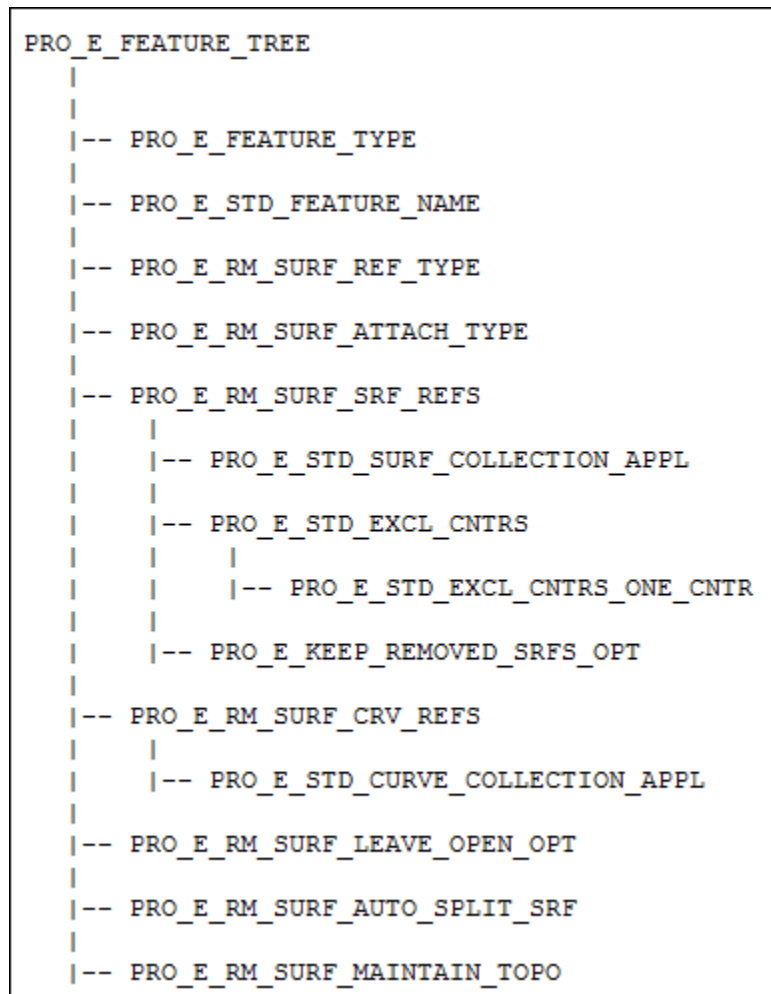 PRO_E_FEATURE_TREE
|-- PRO_E_FEATURE_TYPE
|-- PRO_E_STD_FEATURE_NAME
|-- PRO_E_RM_SURF_REF_TYPE
|-- PRO_E_RM_SURF_ATTACH_TYPE
|-- PRO_E_RM_SURF_SRF_REFS
|-- PRO_E_STD_SURF_COLLECTION_APPL
|-- PRO_E_STD_EXCL_CNTRS
|-- PRO_E_STD_EXCL_CNTRS_ONE_CNTR
|-- PRO_E_KEEP_REMOVED_SRFS_OPT
|-- PRO_E_RM_SURF_CRV_REFS
|-- PRO_E_STD_CURVE_COLLECTION_APPL
|-- PRO_E_RM_SURF_LEAVE_OPEN_OPT
|-- PRO_E_RM_SURF_AUTO_SPLIT_SRF
|-- PRO_E_RM_SURF_MAINTAIN_TOPO